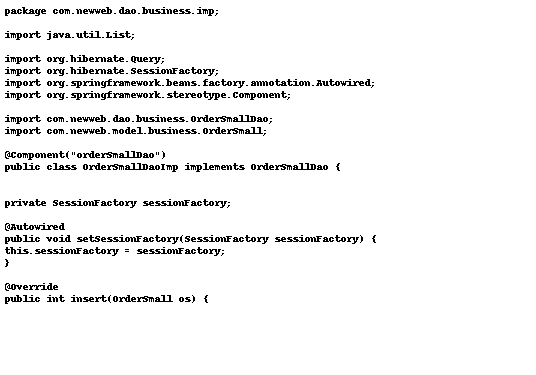 package com.newweb.dao.business.imp;
import java.util.List;
import org.hibernate.Query;
import org.hibernate.SessionFactory;
import org.springframework.beans.factory.annotation.Autowired;
import org.springframework.stereotype.Component;
import com.newweb.dao.business.OrderSmallDao;
import com.newweb.model.business.OrderSmall;
@Component("orderSmallDao")
public class OrderSmallDaoImp implements OrderSmallDao {
private SessionFactory sessionFactory;
@Autowired
public void setSessionFactory(SessionFactory sessionFactory) {
this.sessionFactory = sessionFactory;
}
@Override
public int insert(OrderSmall os) {